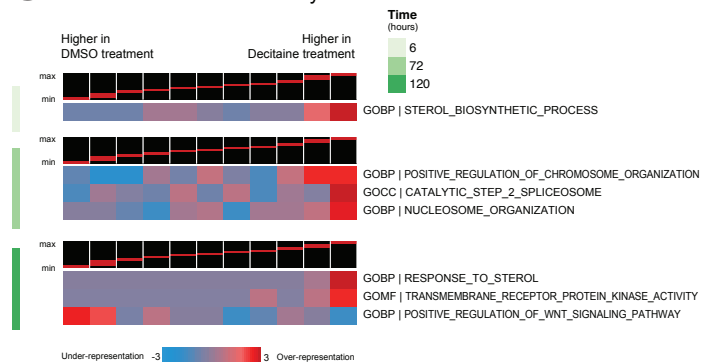 Time
(hours)
6
72
120
Higher in
DMSO treatment
Higher in
Decitaine treatment
max
min
GOBP | STEROL_BIOSYNTHETIC_PROCESS
max
min
GOBP | POSITIVE_REGULATION_OF_CHROMOSOME_ORGANIZATION
GOCC | CATALYTIC_STEP_2_SPLICEOSOME
GOBP | NUCLEOSOME_ORGANIZATION
max
min
GOBP | RESPONSE_TO_STEROL
GOMF | TRANSMEMBRANE_RECEPTOR_PROTEIN_KINASE_ACTIVITY
GOBP | POSITIVE_REGULATION_OF_WNT_SIGNALING_PATHWAY
Under-representation -3 3 Over-representation